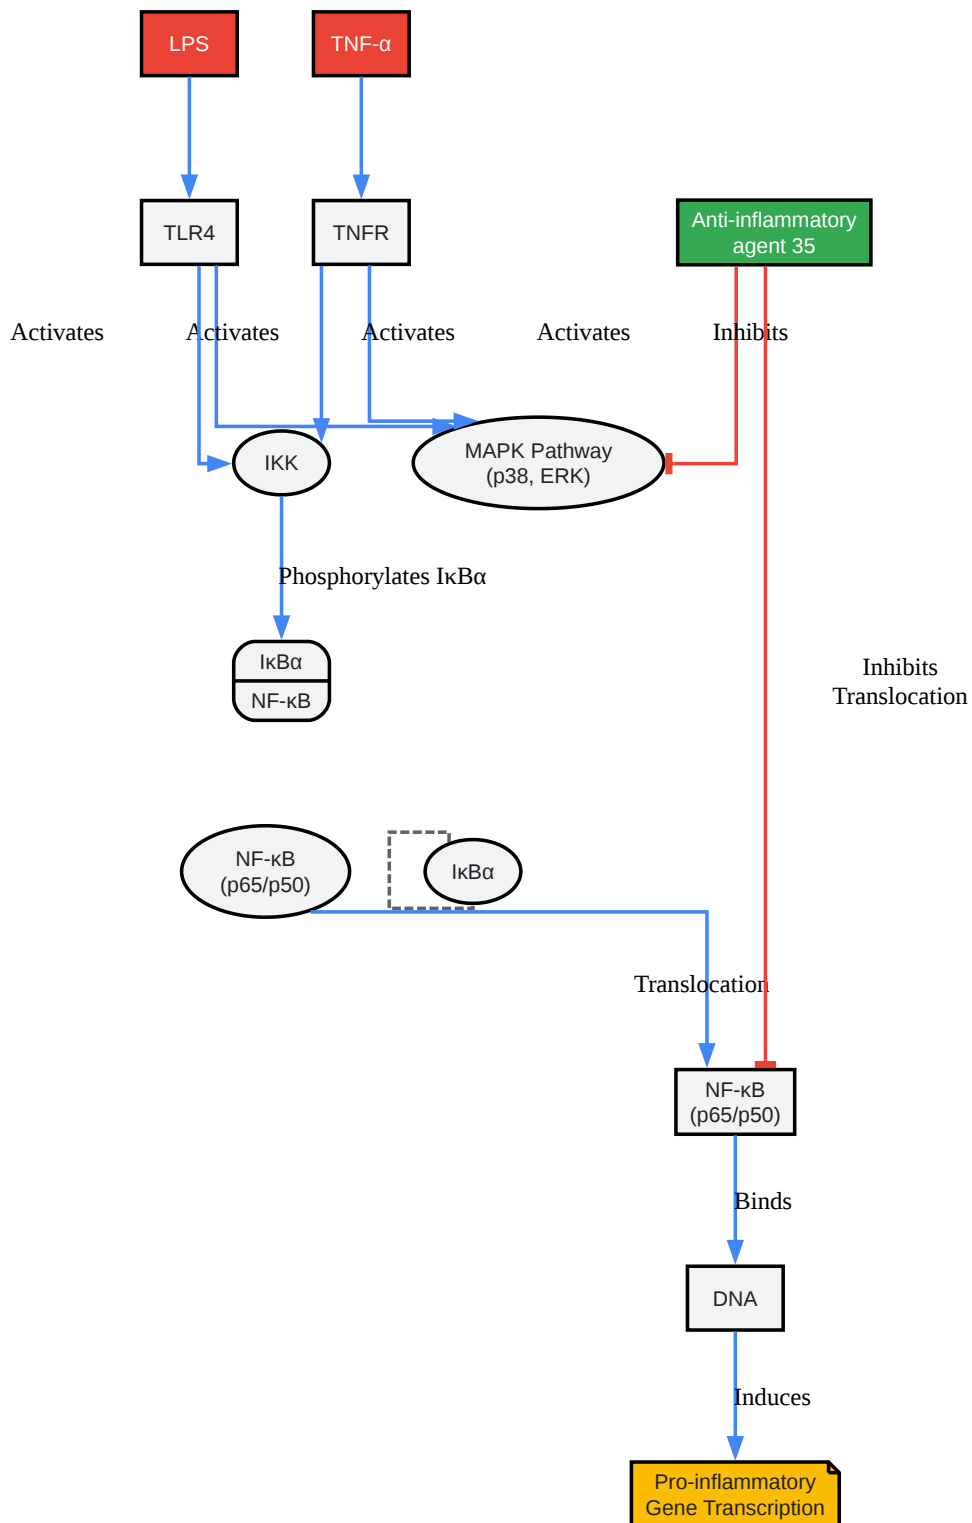 LPS
TNF-α
TLR4
TNFR
Anti-inflammatory
agent 35
Activates
Activates
Activates
Activates
Inhibits
IKK
MAPK Pathway
(p38, ERK)
Phosphorylates IκBα
IκBα
NF-κB
Inhibits
Translocation
NF-κB
(p65/p50)
IκBα
Translocation
NF-κB
(p65/p50)
Binds
DNA
Induces
Pro-inflammatory
Gene Transcription